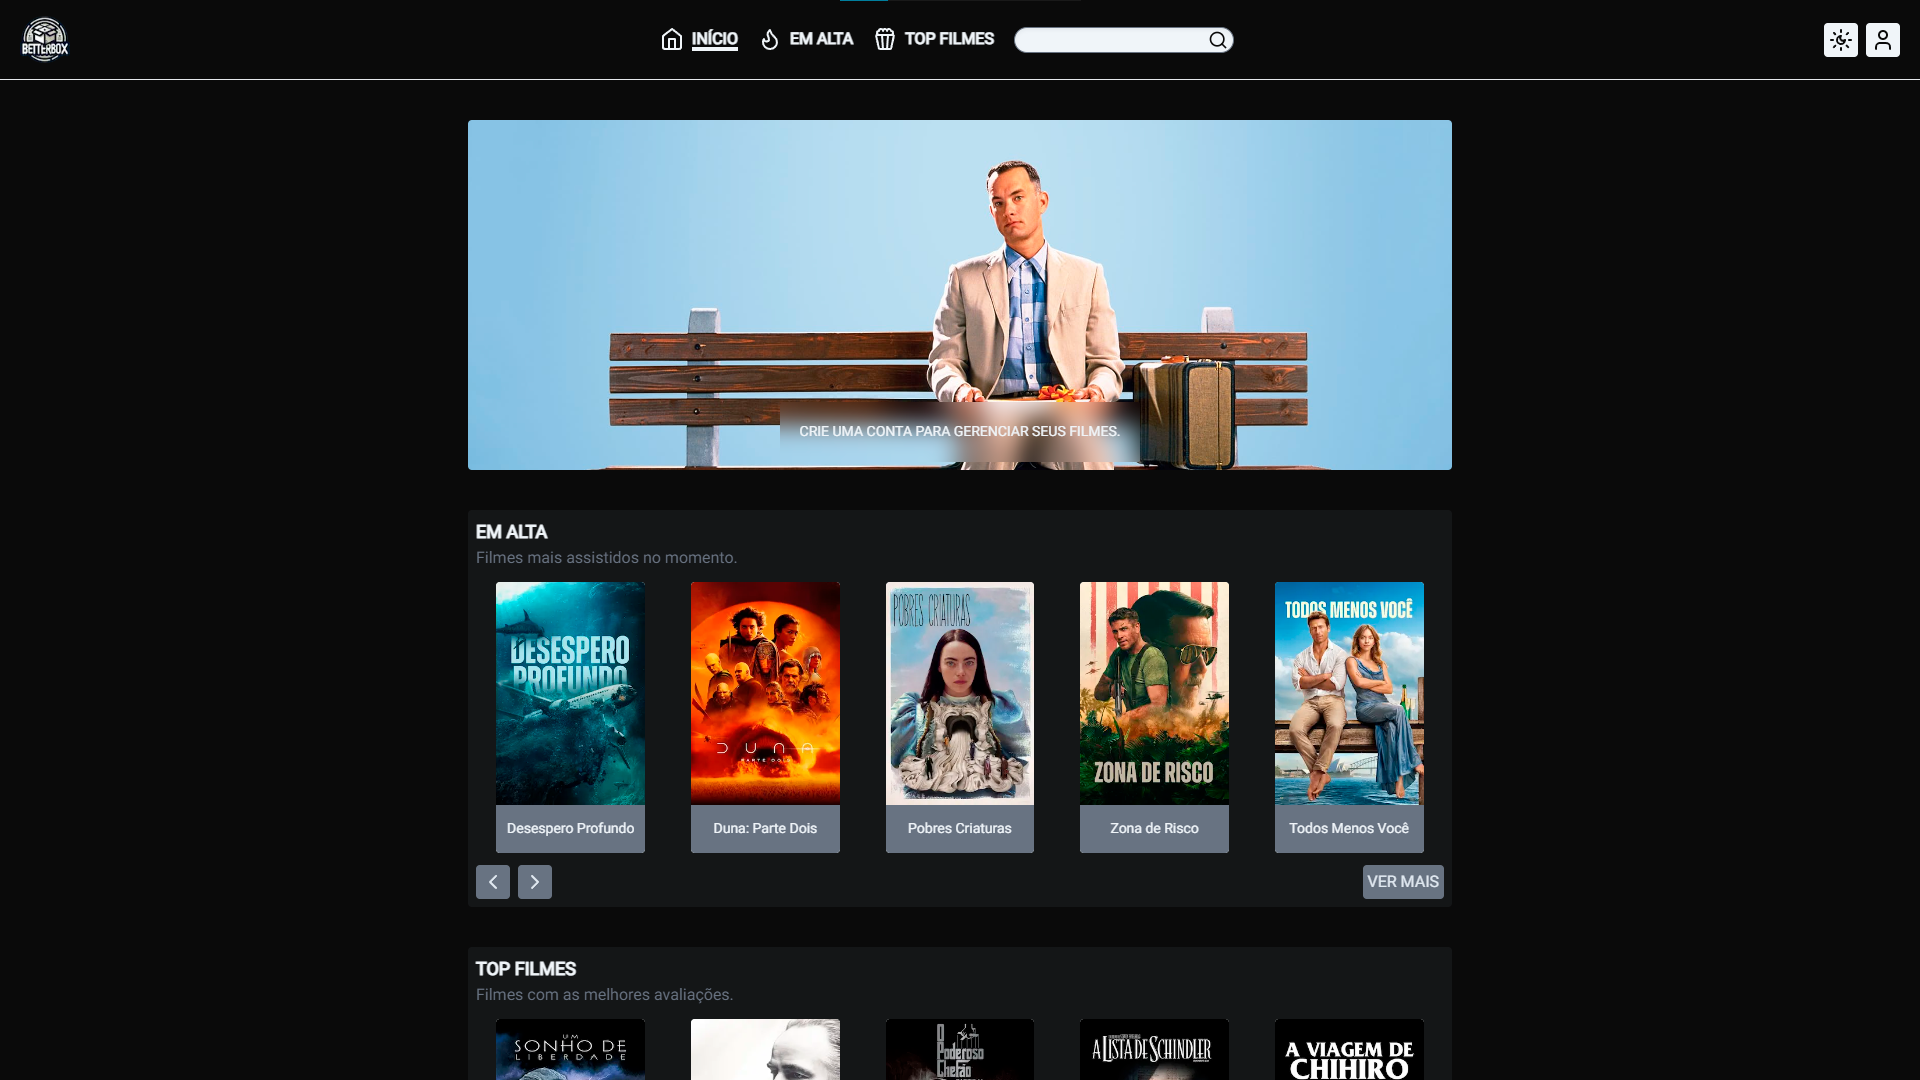 BETTERBOX
INÍCIO
EM ALTA
TOP FILMES
CRIE UMA CONTA PARA GERENCIAR SEUS FILMES.
EM ALTA
Filmes mais assistidos no momento.
DESESPERO
PROFUNDO
DUNA
PARTE DOIS
POBRES CRIATURAS
ZONA DE RISCO
TODOS MENOS VOCÊ
Desespero Profundo
Duna: Parte Dois
Pobres Criaturas
Zona de Risco
Todos Menos Você
VER MAIS
TOP FILMES
Filmes com as melhores avaliações.
UM
SONHO DE
LIBERDADE
O
Poderoso
Chefão
A LISTA DE SCHINDLER
A VIAGEM DE
CHIHIRO